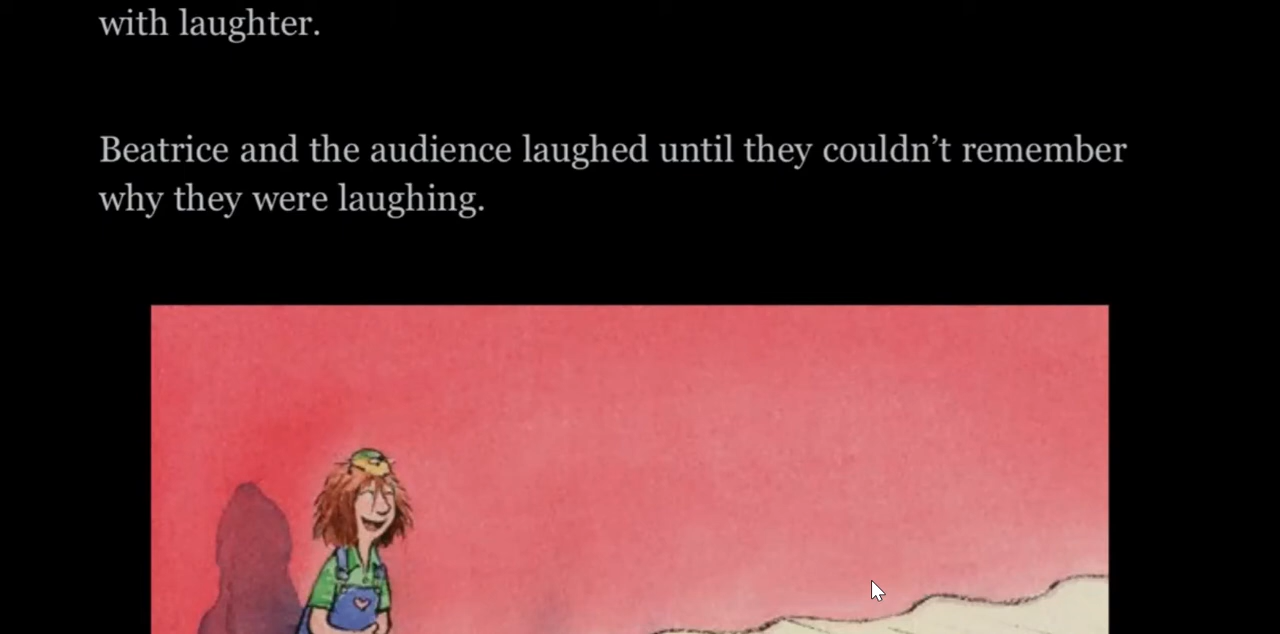 with laughter.
Beatrice and the audience laughed until they couldn’t remember
why they were laughing.